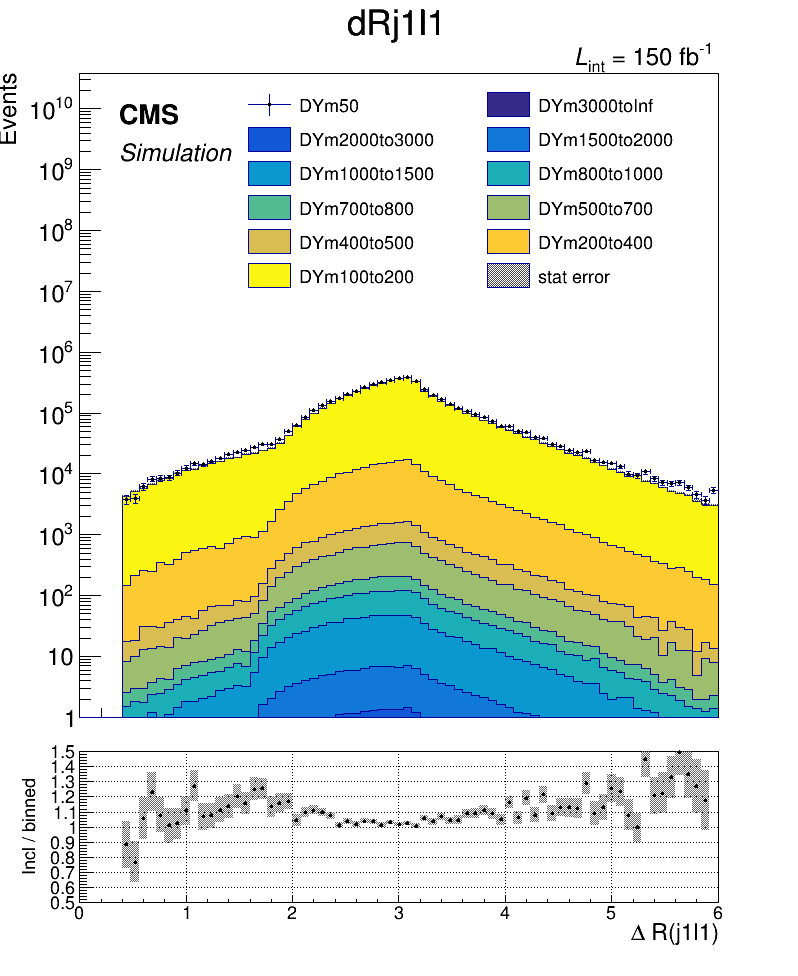 dRj1l1
L_int = 150 fb^-1
Events
CMS
Simulation
DYm50
DYm3000toInf
DYm2000to3000
DYm1500to2000
DYm1000to1500
DYm800to1000
DYm700to800
DYm500to700
DYm400to500
DYm200to400
DYm100to200
stat error
10^10
10^9
10^8
10^7
10^6
10^5
10^4
10^3
10^2
10
1
Incl / binned
1.5
1.4
1.3
1.2
1.1
1
0.9
0.8
0.7
0.6
0.5
0 1 2 3 4 5 6
Δ R(j1l1)